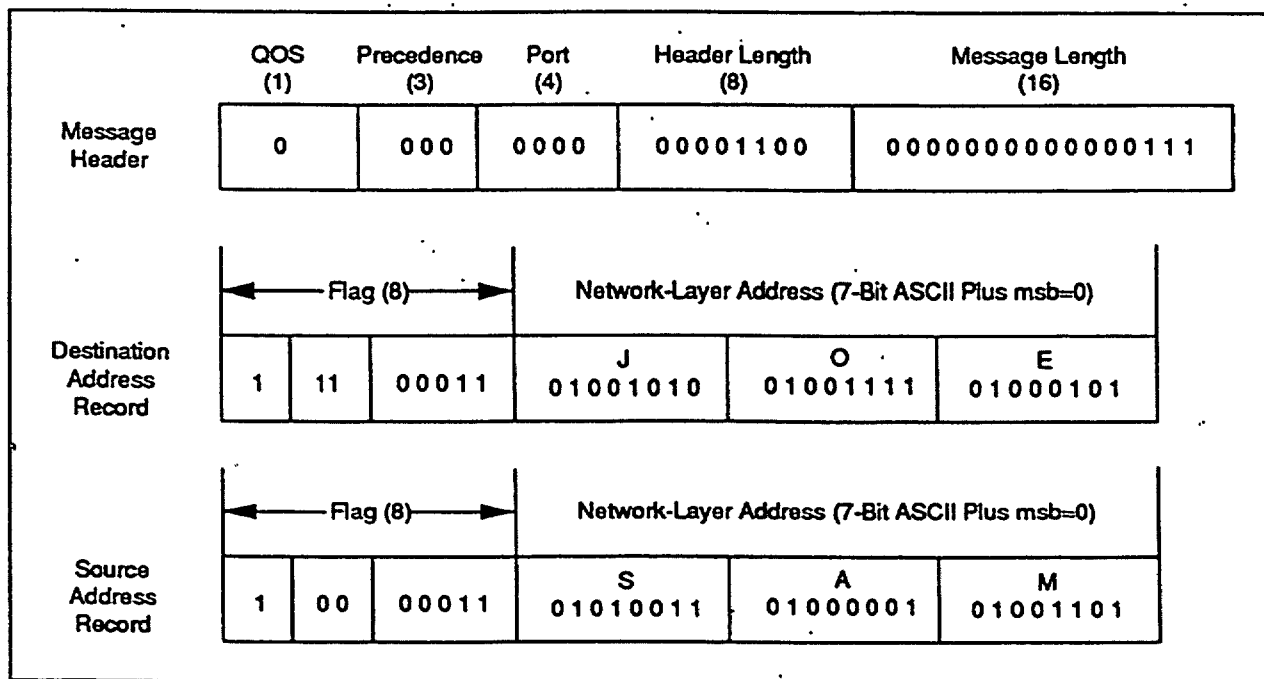 QOS Precedence Port Header Length Message Length
(1) (3) (4) (8) (16)
Message
Header
0 000 0000 00001100 0000000000000111
Flag (8) Network-Layer Address (7-Bit ASCII Plus msb=0)
Destination
Address
Record
J O E
1 11 00011 01001010 01001111 01000101
Flag (8) Network-Layer Address (7-Bit ASCII Plus msb=0)
Source
Address
Record
S A M
1 00 00011 01010011 01000001 01001101